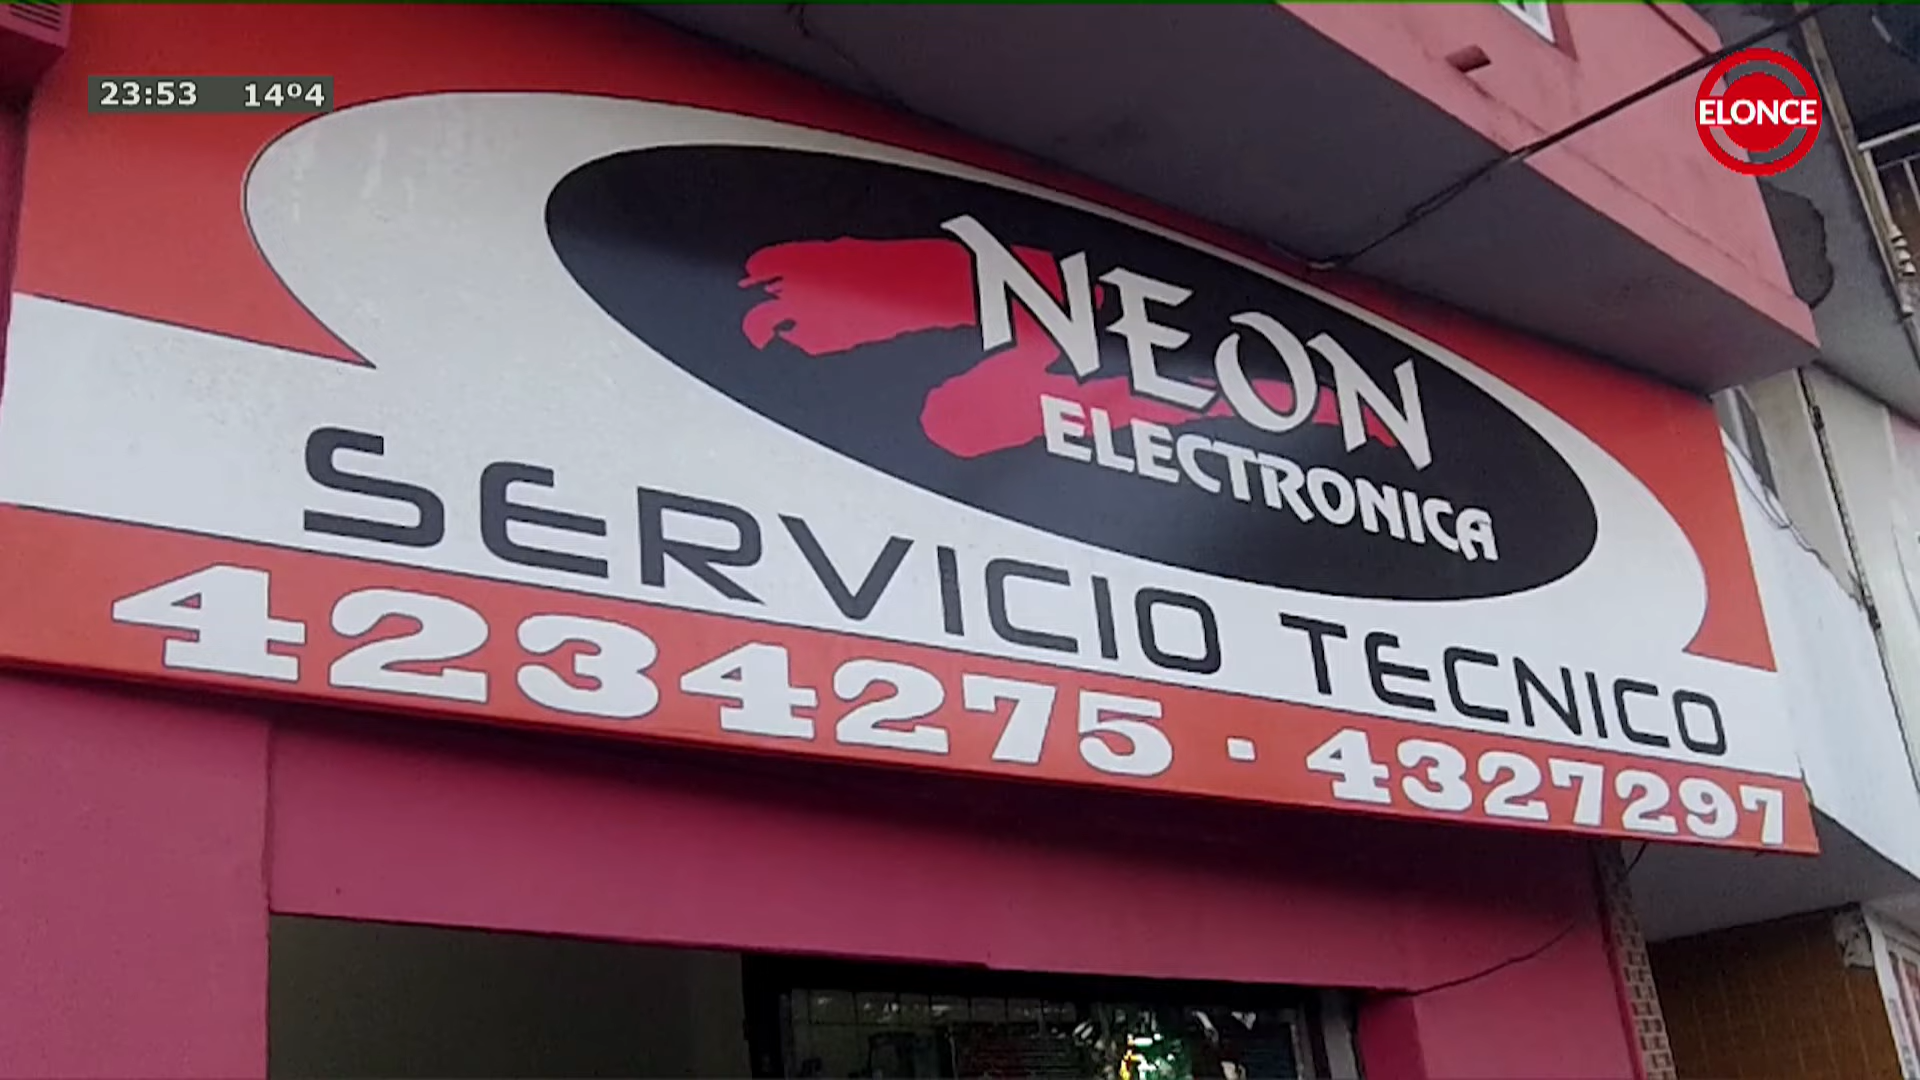 23:53 14º4
ELONCE
NEON
ELECTRONICA
SERVICIO TECNICO
4234275 - 4327297